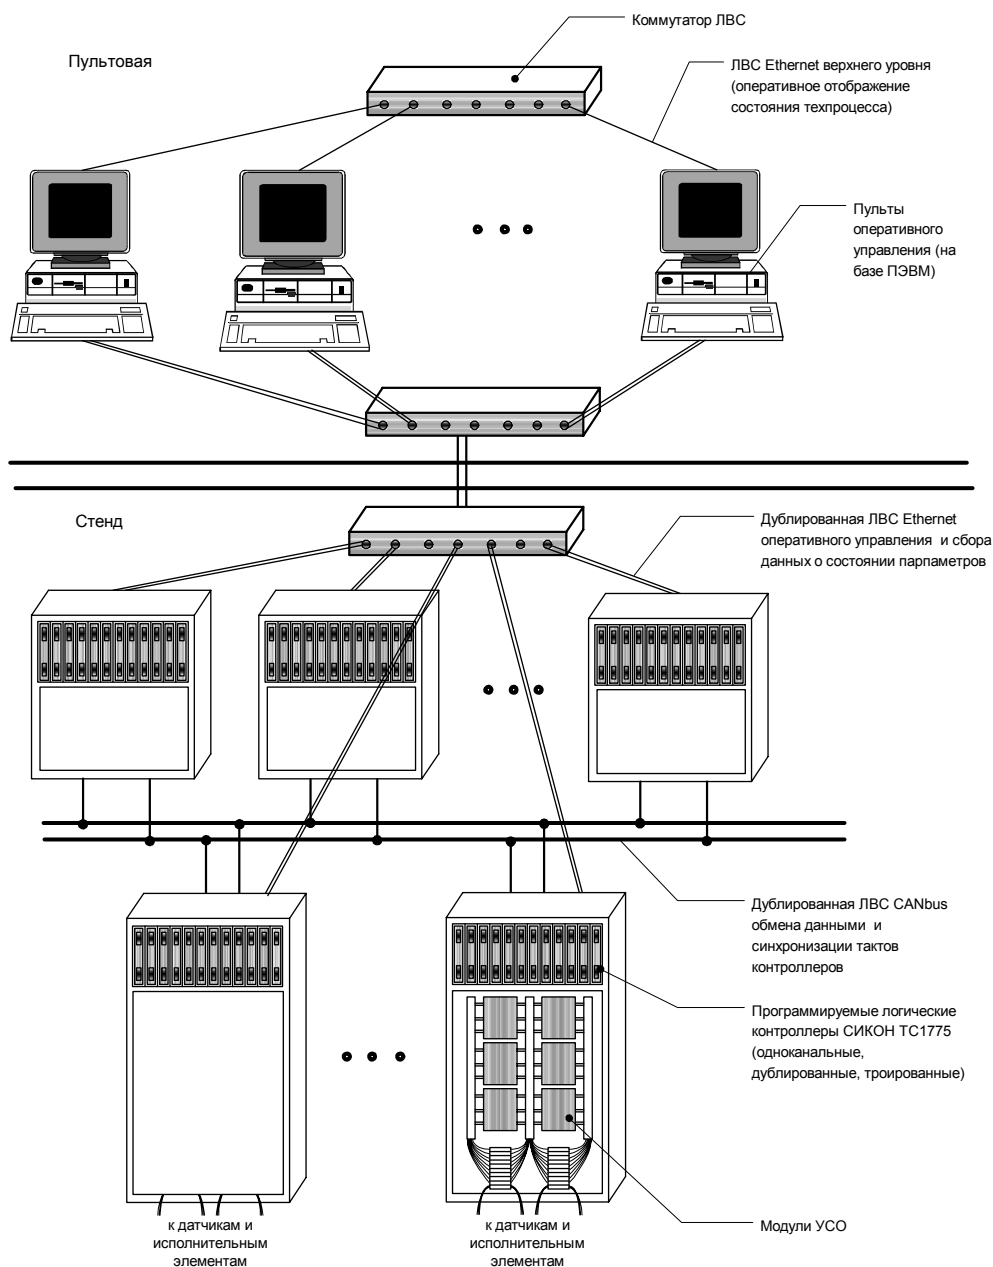 Коммутатор ЛВС
Пультовая
ЛВС Ethernet верхнего уровня
(оперативное отображение
состояния техпроцесса)
Пульты
оперативного
управления (на
базе ПЭВМ)
Стенд
Дублированная ЛВС Ethernet
оперативного управления и сбора
данных о состоянии парпаметров
Дублированная ЛВС CANbus
обмена данными и
синхронизации тактов
контроллеров
Программируемые логические
контроллеры СИКОН ТС1775
(одноканальные,
дублированные, троированные)
Модули УСО
к датчикам и
исполнительным
элементам
к датчикам и
исполнительным
элементам